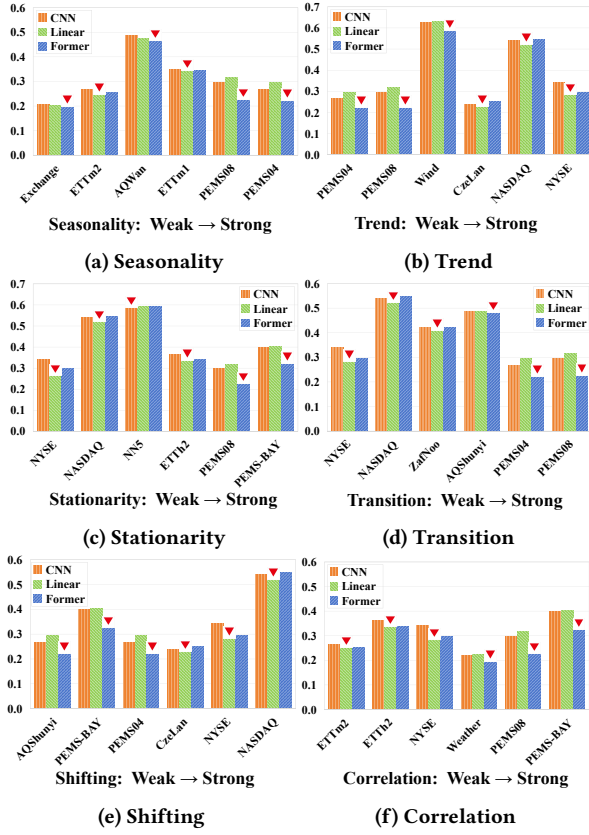 CNN
Linear
Former
0.6
0.5
0.4
0.3
0.2
0.1
0.0
Exchange
ETTm2
AQWan
ETTm1
PEMS08
PEMS04
Seasonality: Weak → Strong
(a) Seasonality
CNN
Linear
Former
0.7
0.6
0.5
0.4
0.3
0.2
0.1
0.0
PEMS04
PEMS08
Wind
CzeLan
NASDAQ
NYSE
Trend: Weak → Strong
(b) Trend
CNN
Linear
Former
0.7
0.6
0.5
0.4
0.3
0.2
0.1
0.0
NYSE
NASDAQ
NN5
ETTh2
PEMS08
PEMS-BAY
Stationarity: Weak → Strong
(c) Stationarity
CNN
Linear
Former
0.6
0.5
0.4
0.3
0.2
0.1
0.0
NYSE
NASDAQ
ZafNoo
AQShunyi
PEMS04
PEMS08
Transition: Weak → Strong
(d) Transition
CNN
Linear
Former
0.6
0.5
0.4
0.3
0.2
0.1
0.0
AQShunyi
PEMS-BAY
PEMS04
CzeLan
NYSE
NASDAQ
Shifting: Weak → Strong
(e) Shifting
CNN
Linear
Former
0.6
0.5
0.4
0.3
0.2
0.1
0.0
ETTm2
ETTh2
NYSE
Weather
PEMS08
PEMS-BAY
Correlation: Weak → Strong
(f) Correlation